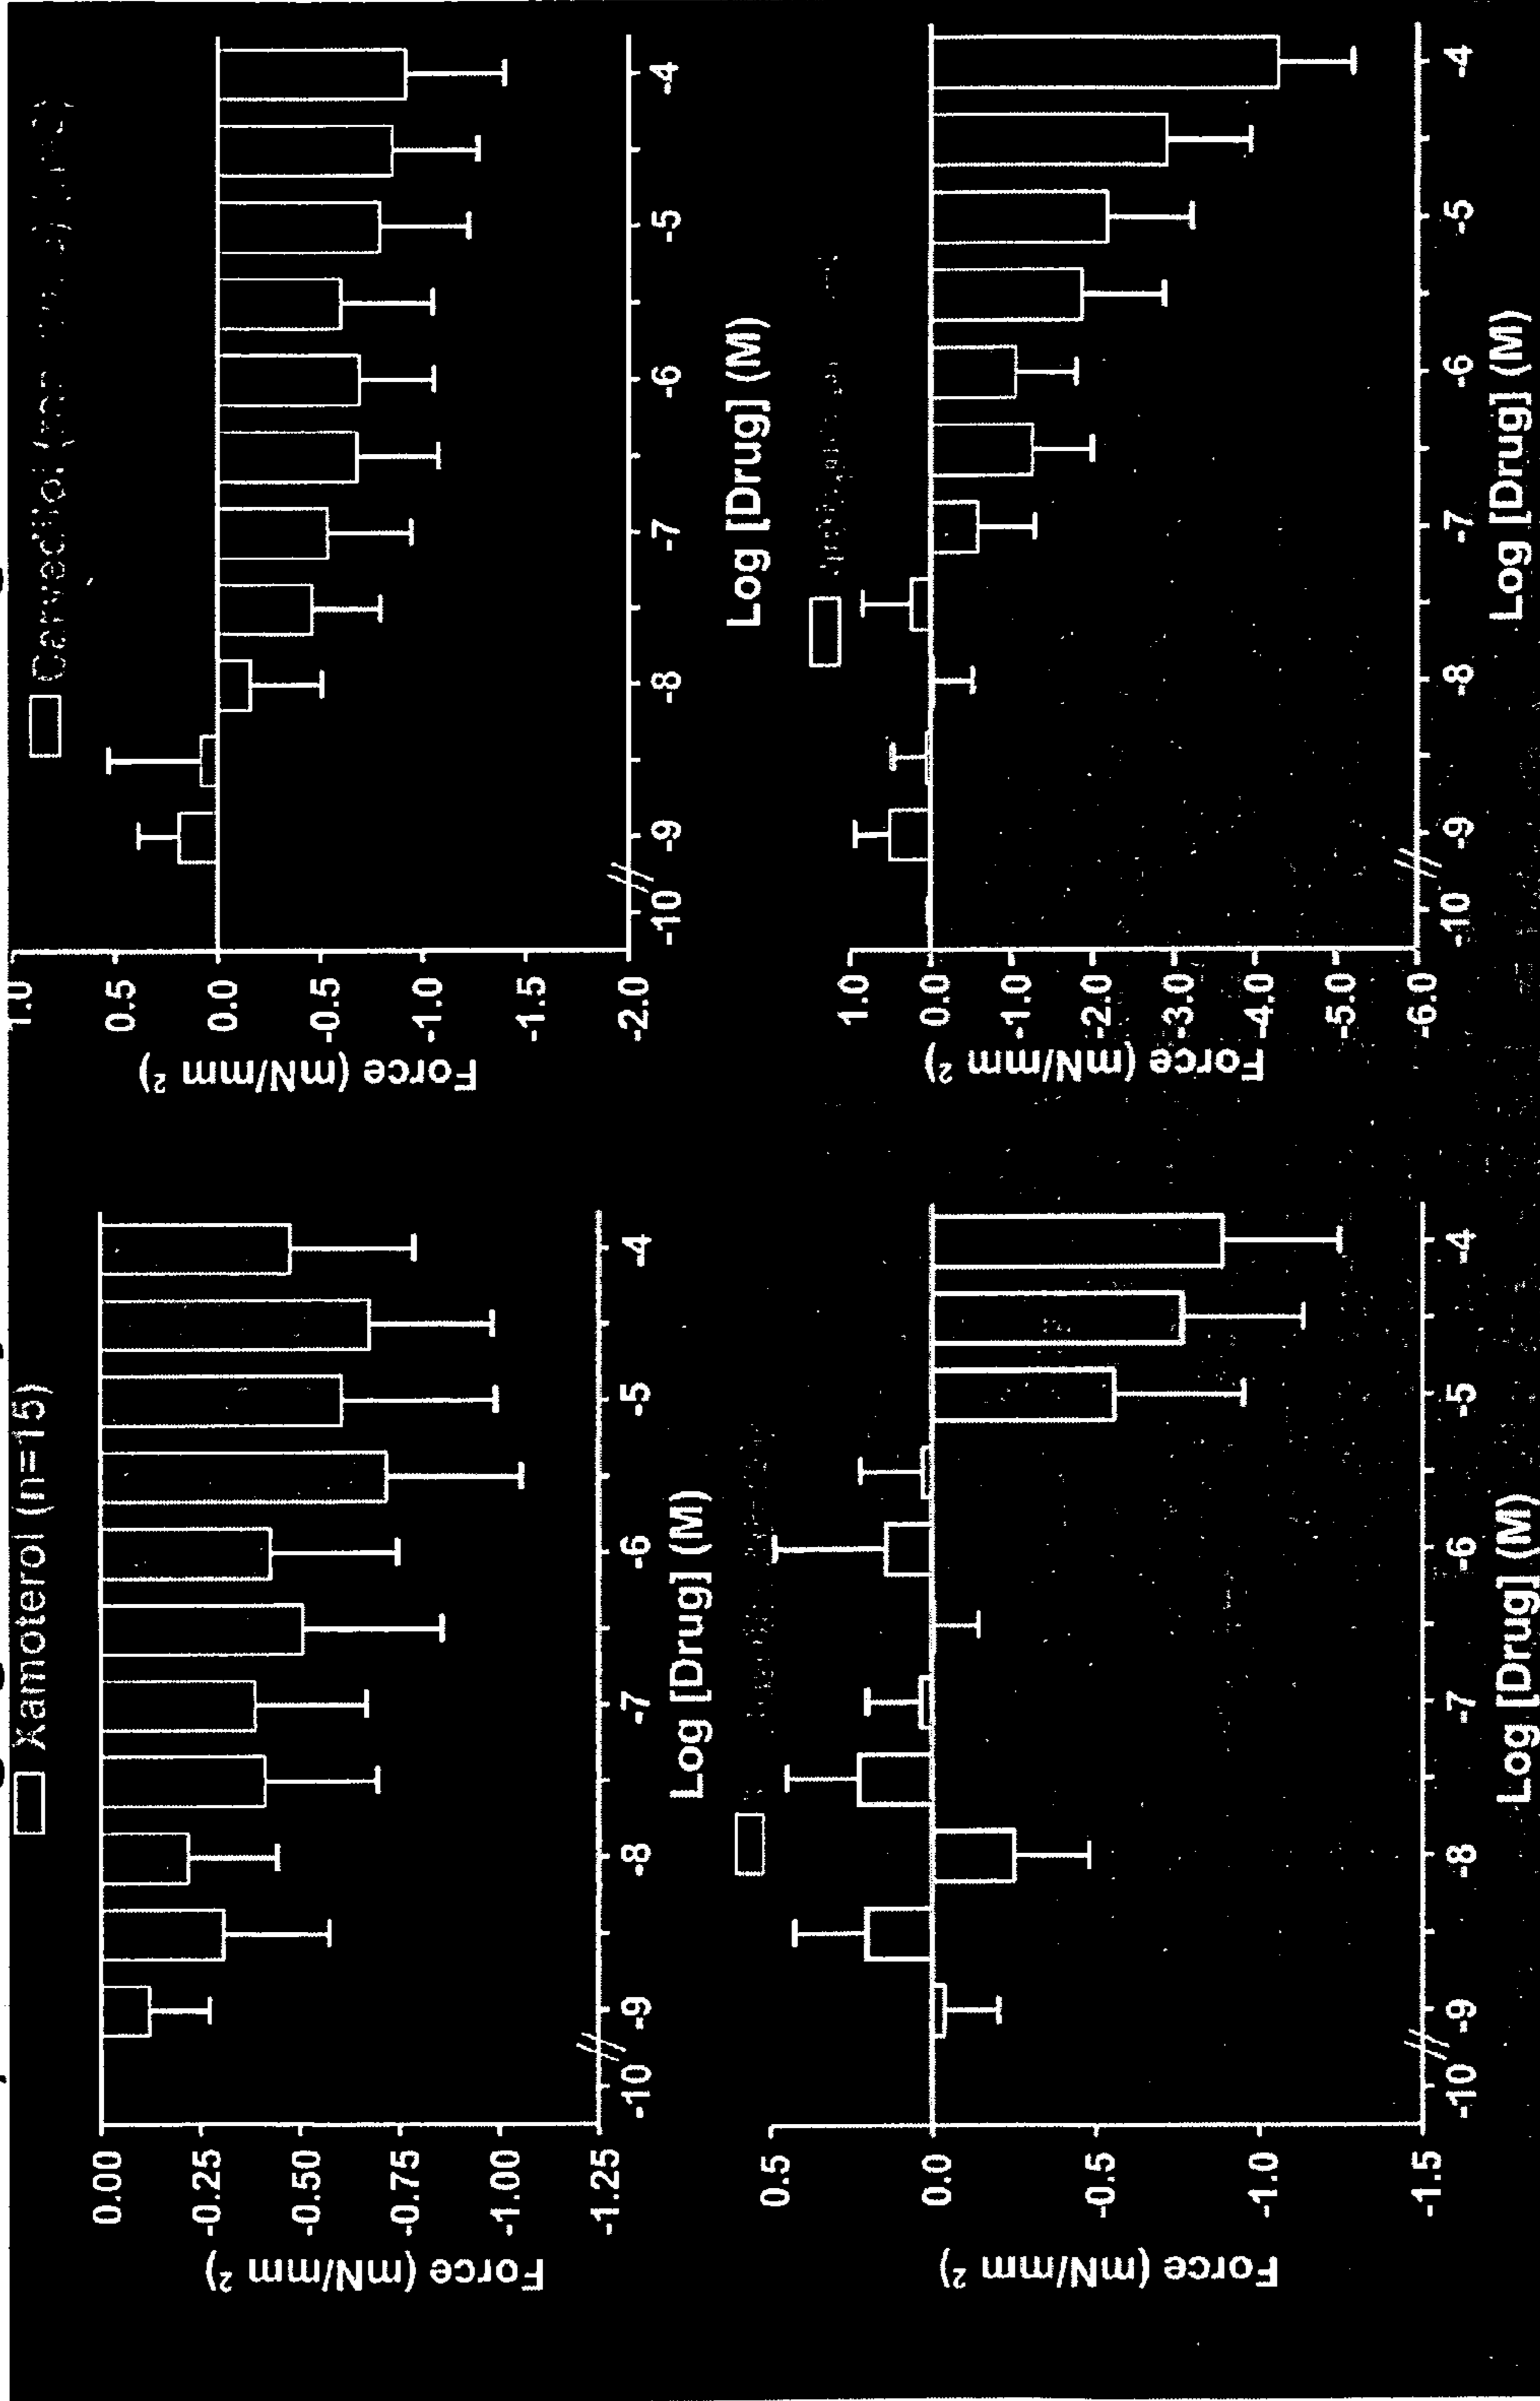 Xamoterol (n=15)
0.00
-0.25
-0.50
-0.75
-1.00
-1.25
Force (mN/mm ²)
-10 -9 -8 -7 -6 -5 -4
Log [Drug] (M)
Carvedilol
1.0
0.5
0.0
-0.5
-1.0
-1.5
-2.0
Force (mN/mm ²)
-10 -9 -8 -7 -6 -5 -4
Log [Drug] (M)
0.5
0.0
-0.5
-1.0
-1.5
Force (mN/mm ²)
-10 -9 -8 -7 -6 -5 -4
Log [Drug] (M)
1.0
0.0
-1.0
-2.0
-3.0
-4.0
-5.0
-6.0
Force (mN/mm ²)
-10 -9 -8 -7 -6 -5 -4
Log [Drug] (M)